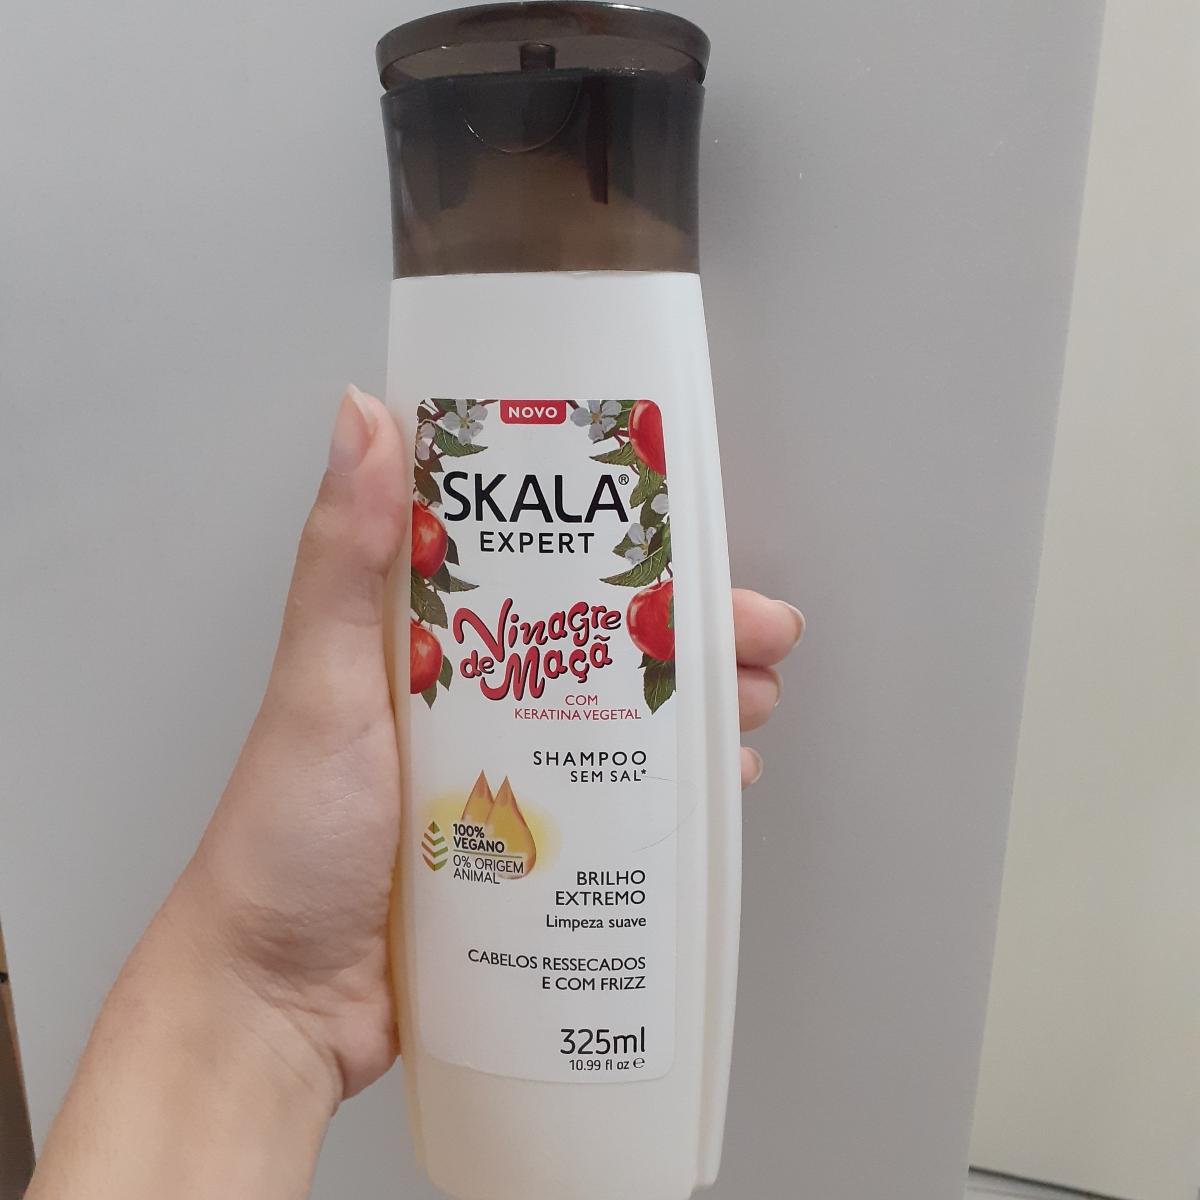 NOVO
SKALA®
EXPERT
Vinagre
de Maçã
COM
KERATINA VEGETAL
SHAMPOO
SEM SAL*
100%
VEGANO
0% ORIGEM
ANIMAL
BRILHO
EXTREMO
Limpeza suave
CABELOS RESSECADOS
E COM FRIZZ
325ml
10.99 fl oz ℮